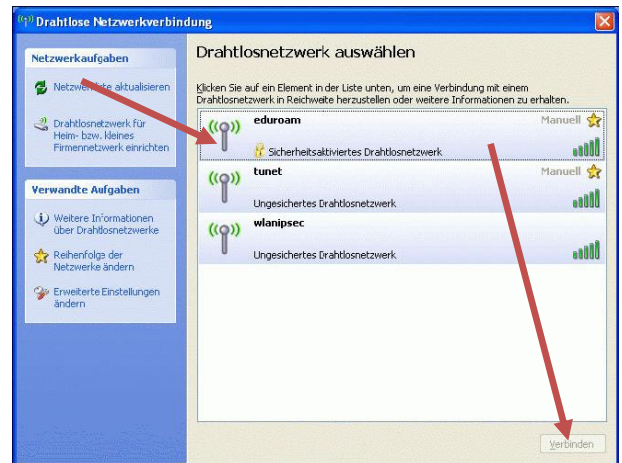 Drahtlose Netzwerkverbindung
Netzwerkaufgaben
Netzwerkliste aktualisieren
Drahtlosnetzwerk für
Heim- bzw. kleines
Firmennetzwerk einrichten
Verwandte Aufgaben
Weitere Informationen
über Drahtlosnetzwerke
Reihenfolge der
Netzwerke ändern
Erweiterte Einstellungen
ändern
Drahtlosnetzwerk auswählen
Klicken Sie auf ein Element in der Liste unten, um eine Verbindung mit einem
Drahtlosnetzwerk in Reichweite herzustellen oder weitere Informationen zu erhalten.
eduroam Manuell
Sicherheitsaktiviertes Drahtlosnetzwerk
tunet Manuell
Ungesichertes Drahtlosnetzwerk
wlanipsec
Ungesichertes Drahtlosnetzwerk
Verbinden